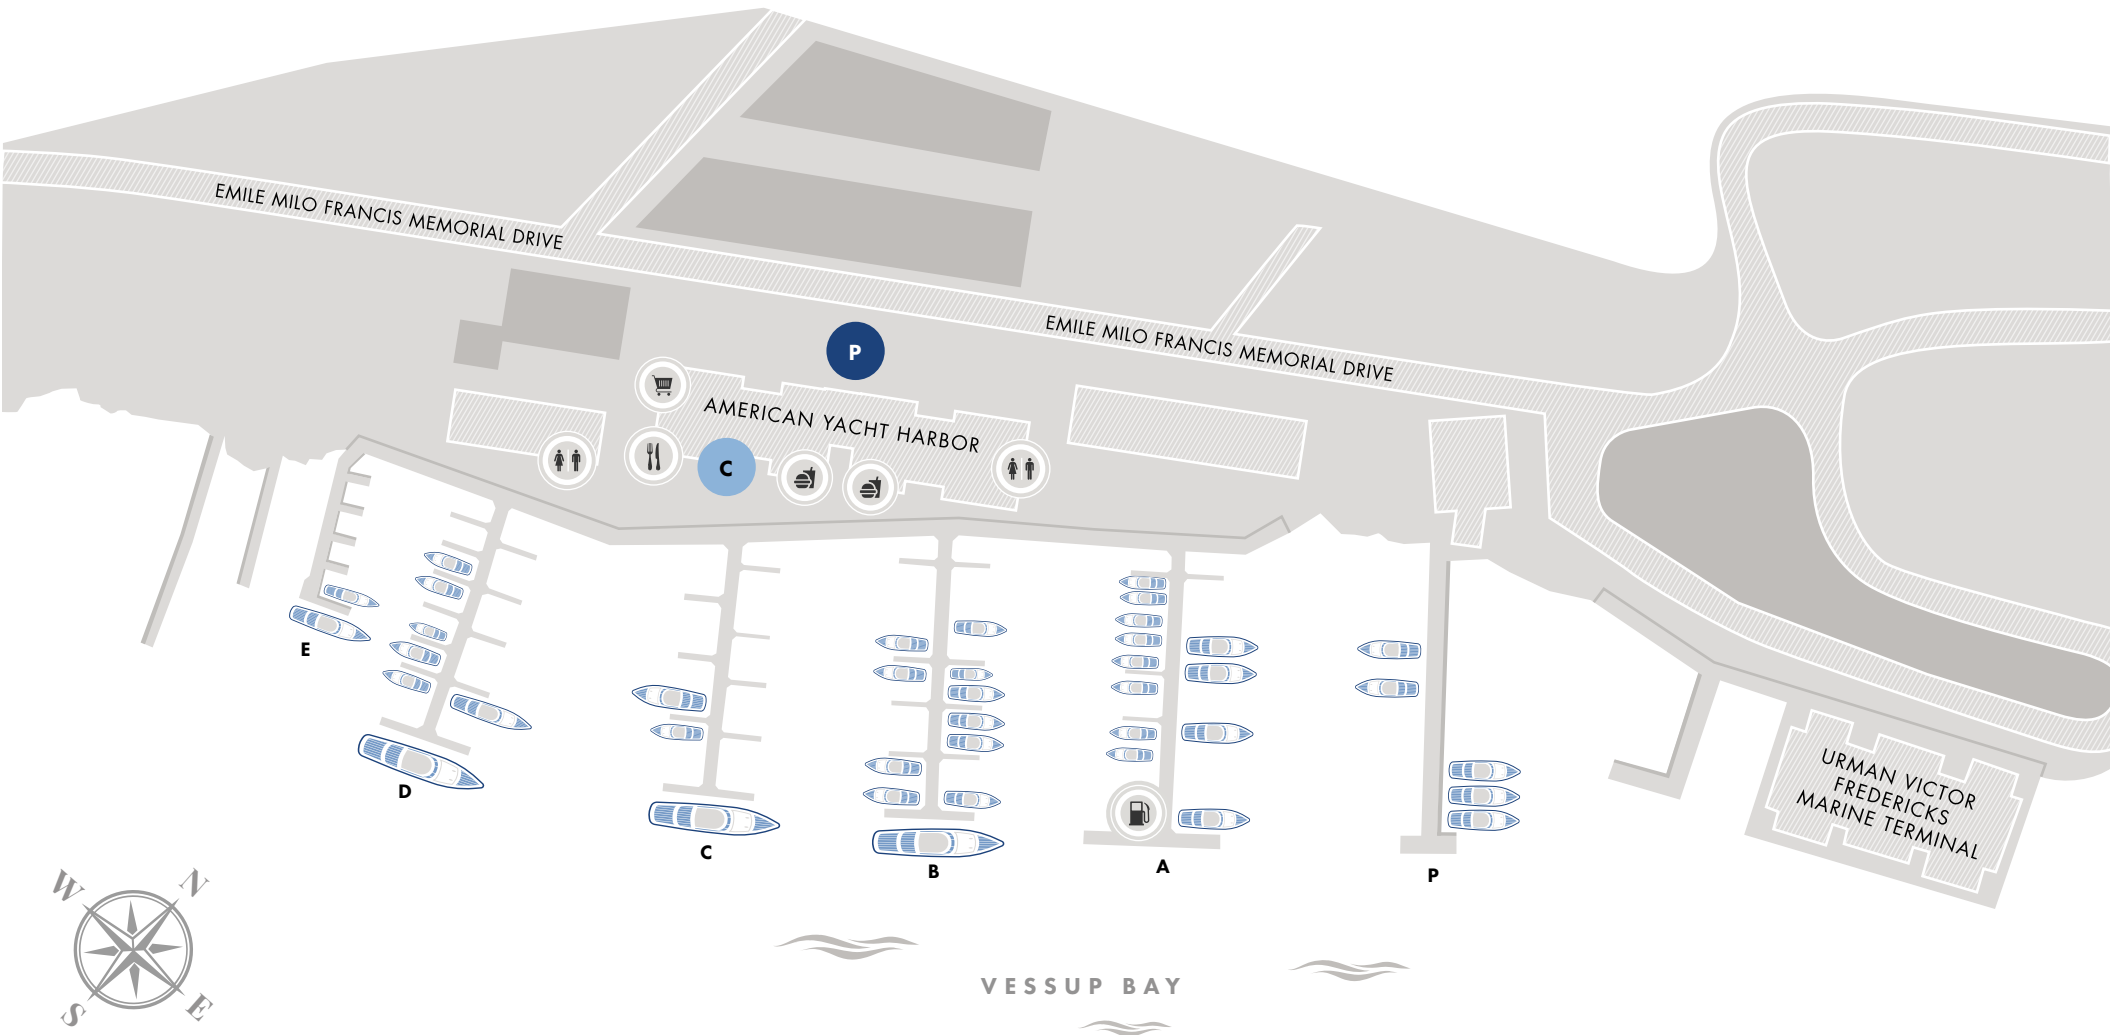 EMILE MILO FRANCIS MEMORIAL DRIVE
EMILE MILO FRANCIS MEMORIAL DRIVE
P
AMERICAN YACHT HARBOR
C
E
D
C
B
A
P
URMAN VICTOR
FREDERICKS
MARINE TERMINAL
W
N
S
E
VESSUP BAY